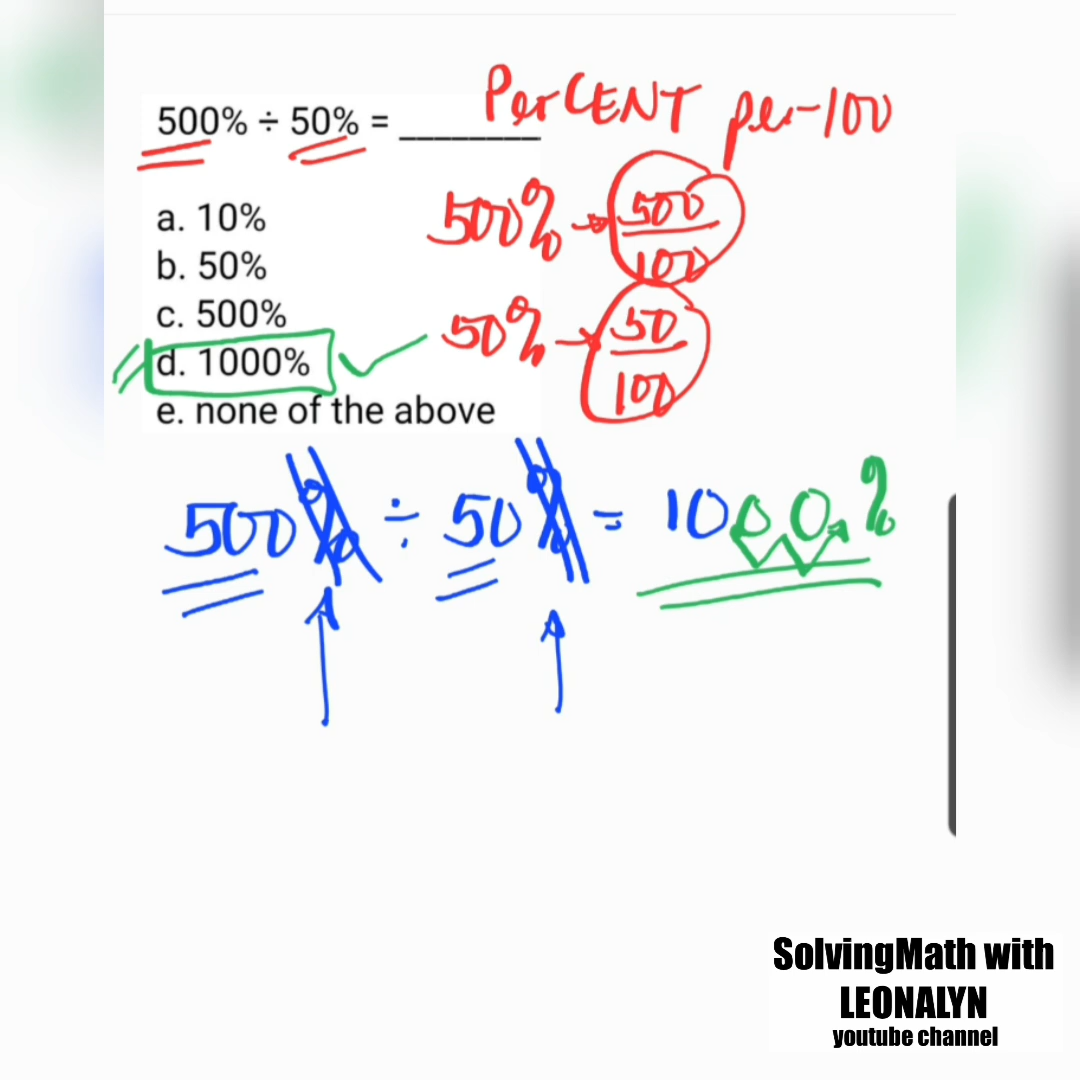 500% ÷ 50% = ________
PerCENT per-100
a. 10%
b. 50%
c. 500%
d. 1000%
e. none of the above
500% → 500/100
50% → 50/100
500% ÷ 50% = 1000.%
SolvingMath with
LEONALYN
youtube channel